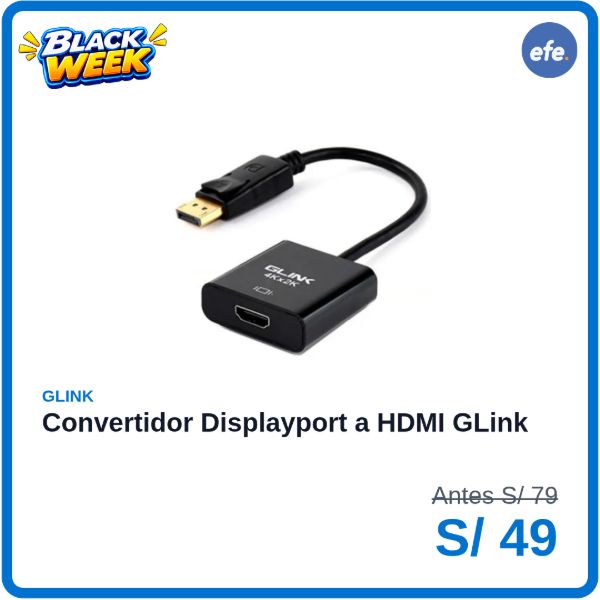 BLACK
WEEK
efe.
GLINK
4Kx2K
GLINK
Convertidor Displayport a HDMI GLink
Antes S/ 79
S/ 49